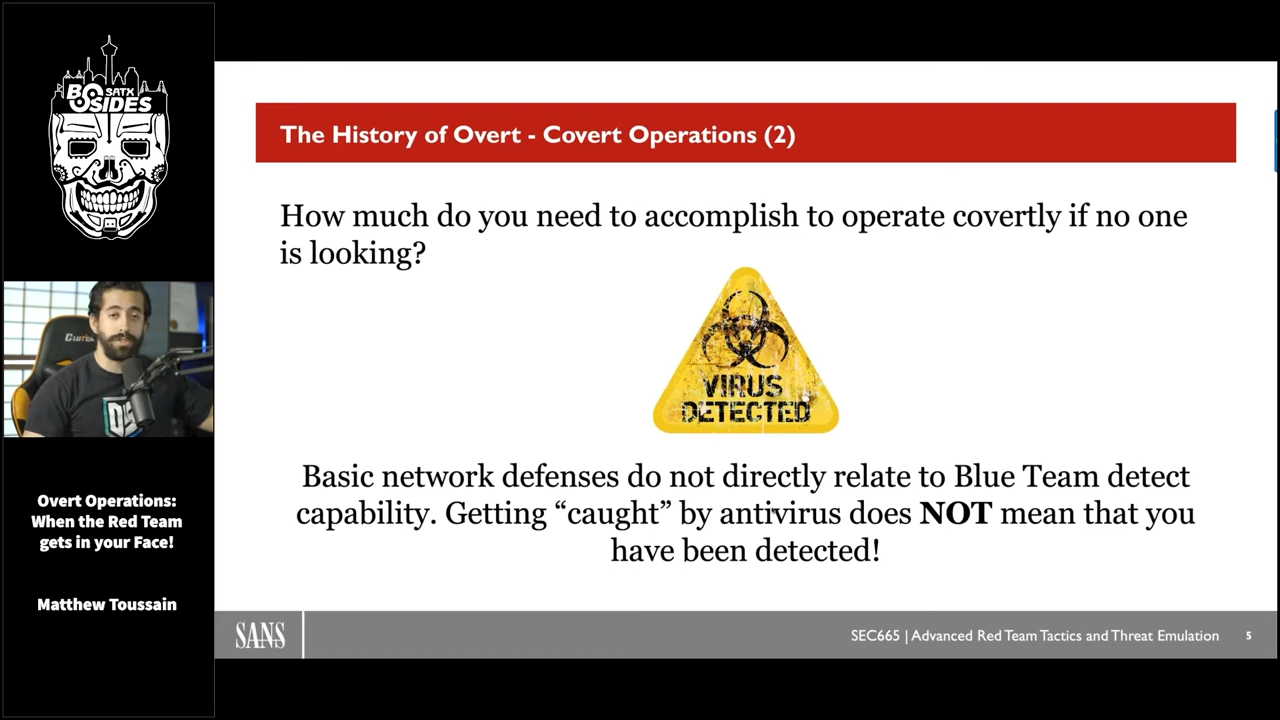 BSIDES
SATX
Overt Operations:
When the Red Team
gets in your Face!
Matthew Toussain
The History of Overt - Covert Operations (2)
How much do you need to accomplish to operate covertly if no one
is looking?
VIRUS
DETECTED
Basic network defenses do not directly relate to Blue Team detect
capability. Getting “caught” by antivirus does NOT mean that you
have been detected!
SANS
SEC665 | Advanced Red Team Tactics and Threat Emulation 5